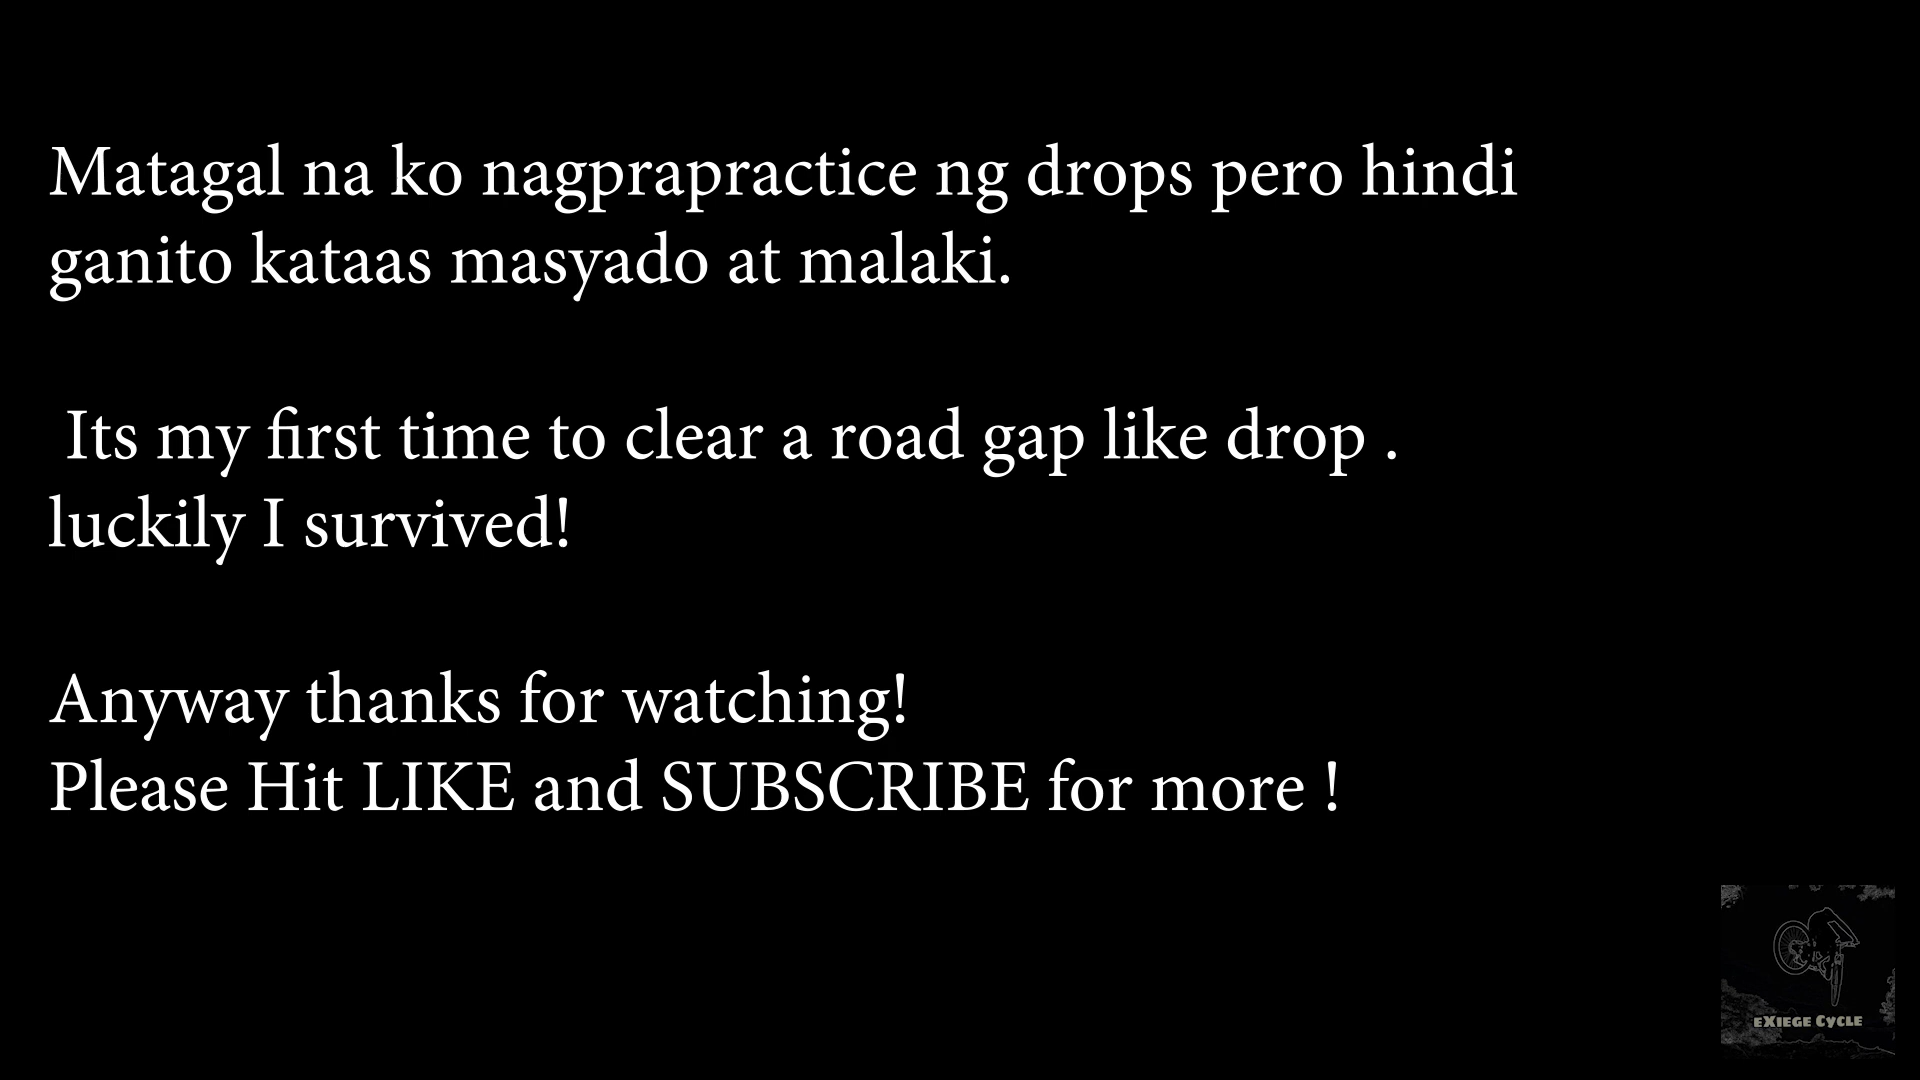 Matagal na ko nagprapractice ng drops pero hindi
ganito kataas masyado at malaki.
Its my first time to clear a road gap like drop .
luckily I survived!
Anyway thanks for watching!
Please Hit LIKE and SUBSCRIBE for more !
eXiege Cycle